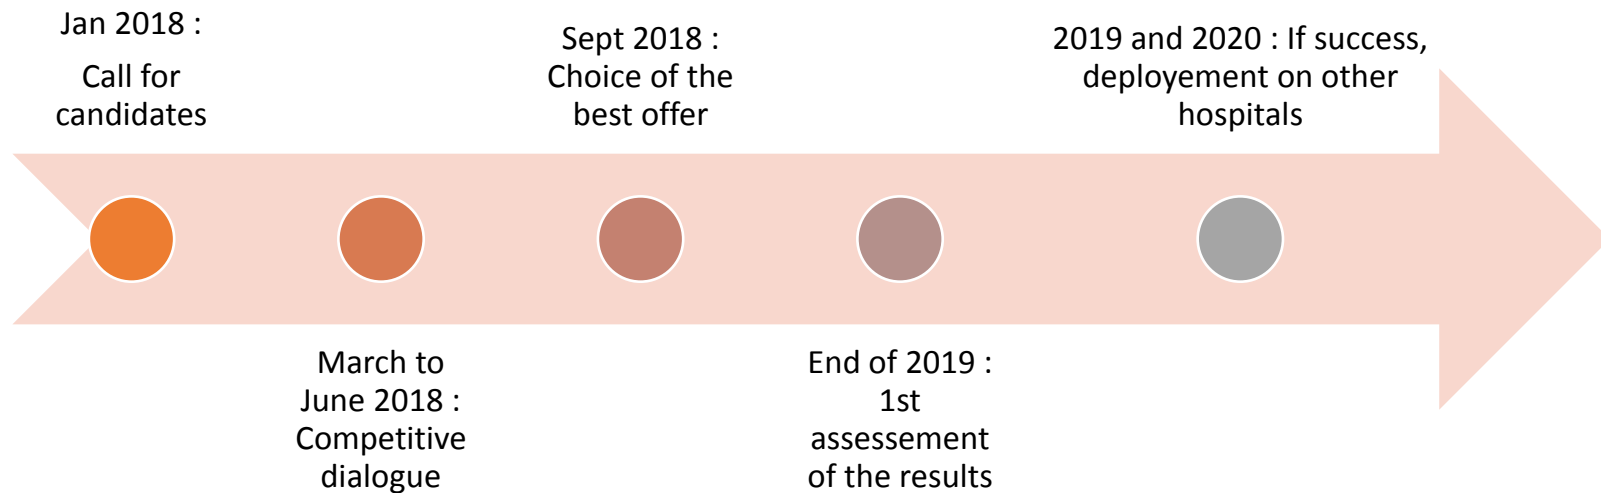 Jan 2018 :
Call for
candidates
March to
June 2018 :
Competitive
dialogue
Sept 2018 :
Choice of the
best offer
End of 2019 :
1st
assessement
of the results
2019 and 2020 : If success,
deployement on other
hospitals